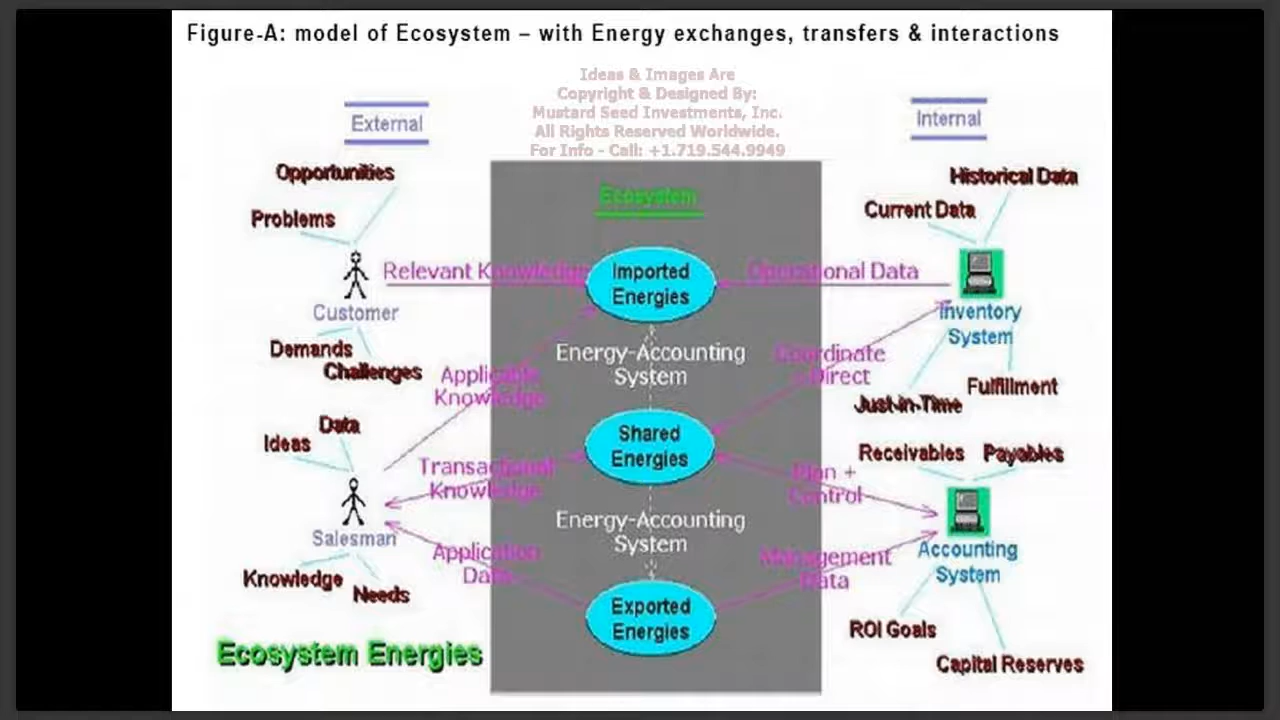 Figure-A: model of Ecosystem – with Energy exchanges, transfers & interactions
Ideas & Images Are
Copyright & Designed By:
Mustard Seed Investments, Inc.
All Rights Reserved Worldwide.
For Info - Call: +1.719.544.9949
External
Internal
Opportunities
Problems
Customer
Demands
Challenges
Data
Ideas
Salesman
Knowledge
Needs
Ecosystem Energies
Relevant Knowledge
Applicable
Knowledge
Transactional
Knowledge
Application
Data
Ecosystem
Imported
Energies
Energy-Accounting
System
Shared
Energies
Energy-Accounting
System
Exported
Energies
Operational Data
Coordinate
+ Direct
Plan +
Control
Management
Data
Historical Data
Current Data
Inventory
System
Fulfillment
Just-in-Time
Receivables
Payables
Accounting
System
ROI Goals
Capital Reserves